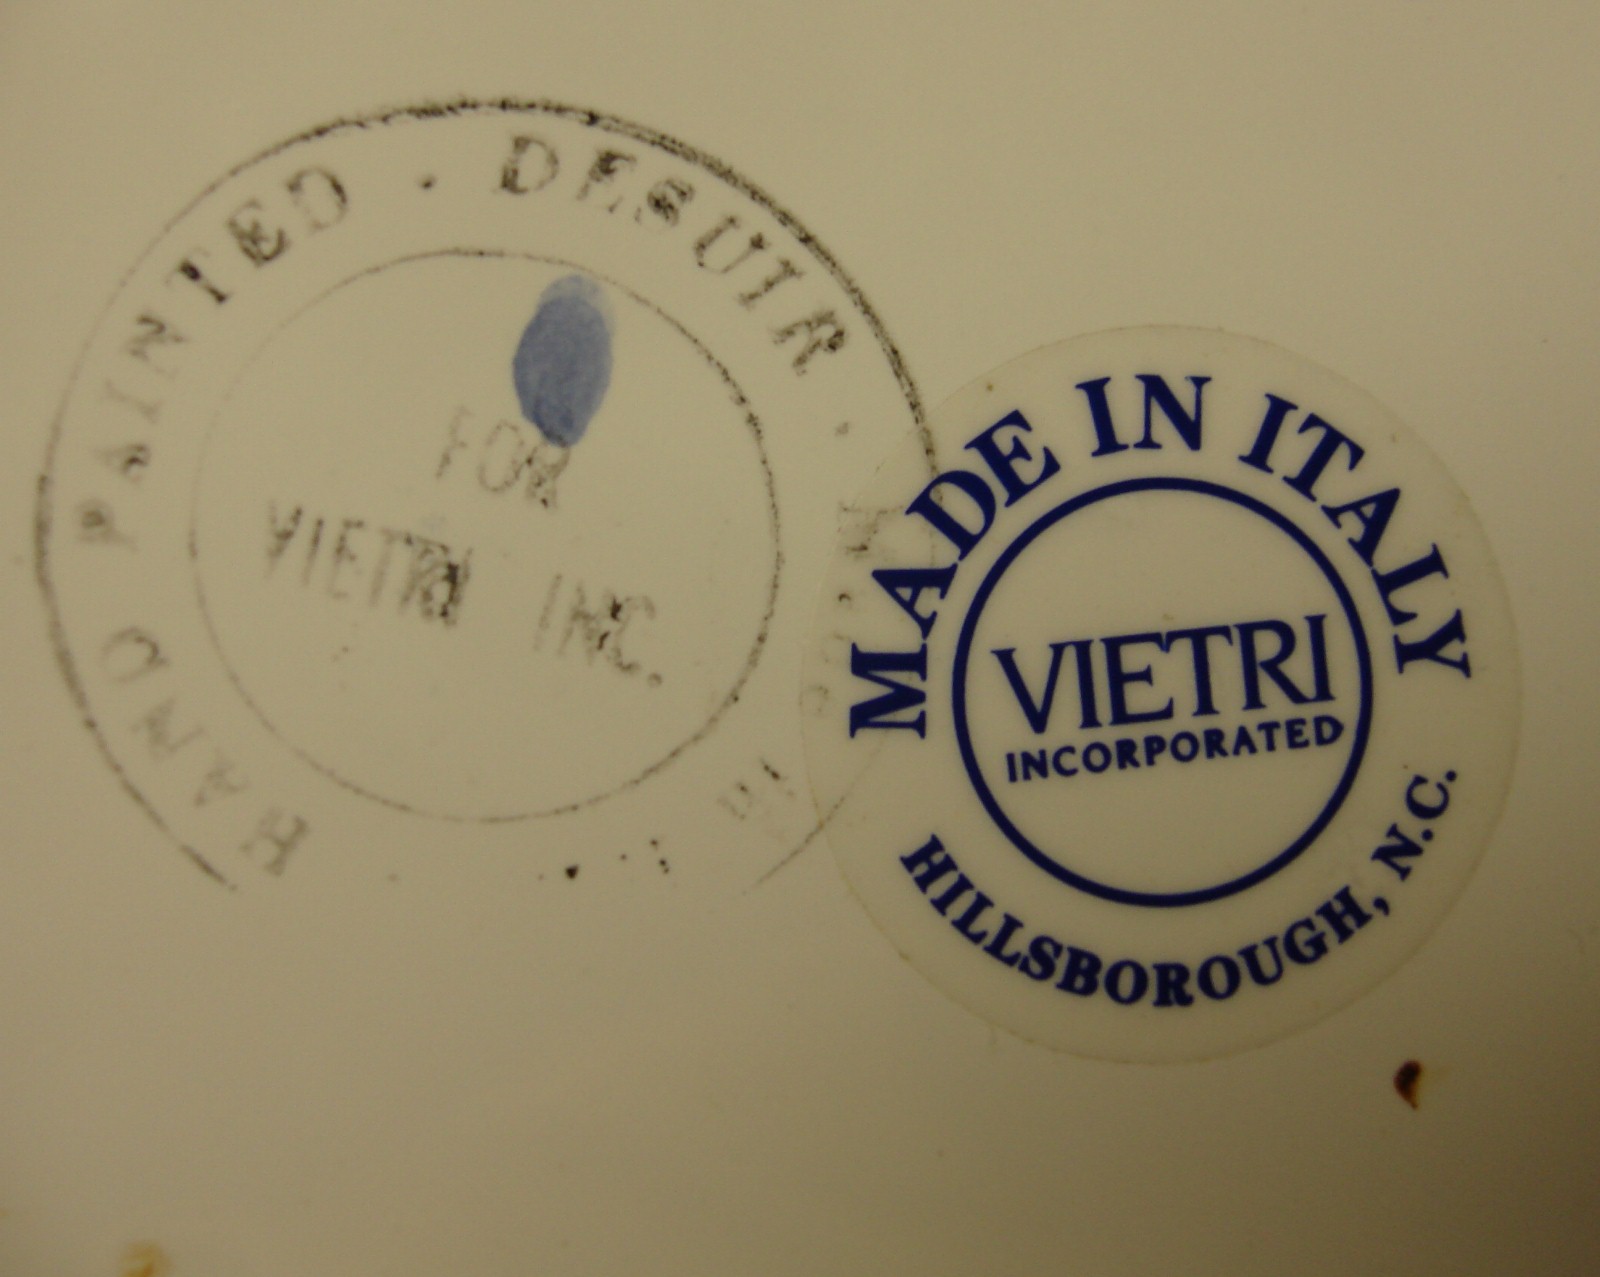 HAND PAINTED . DESUIR .
FOR
VIETRI INC.
MADE IN ITALY
VIETRI
INCORPORATED
HILLSBOROUGH, N.C.